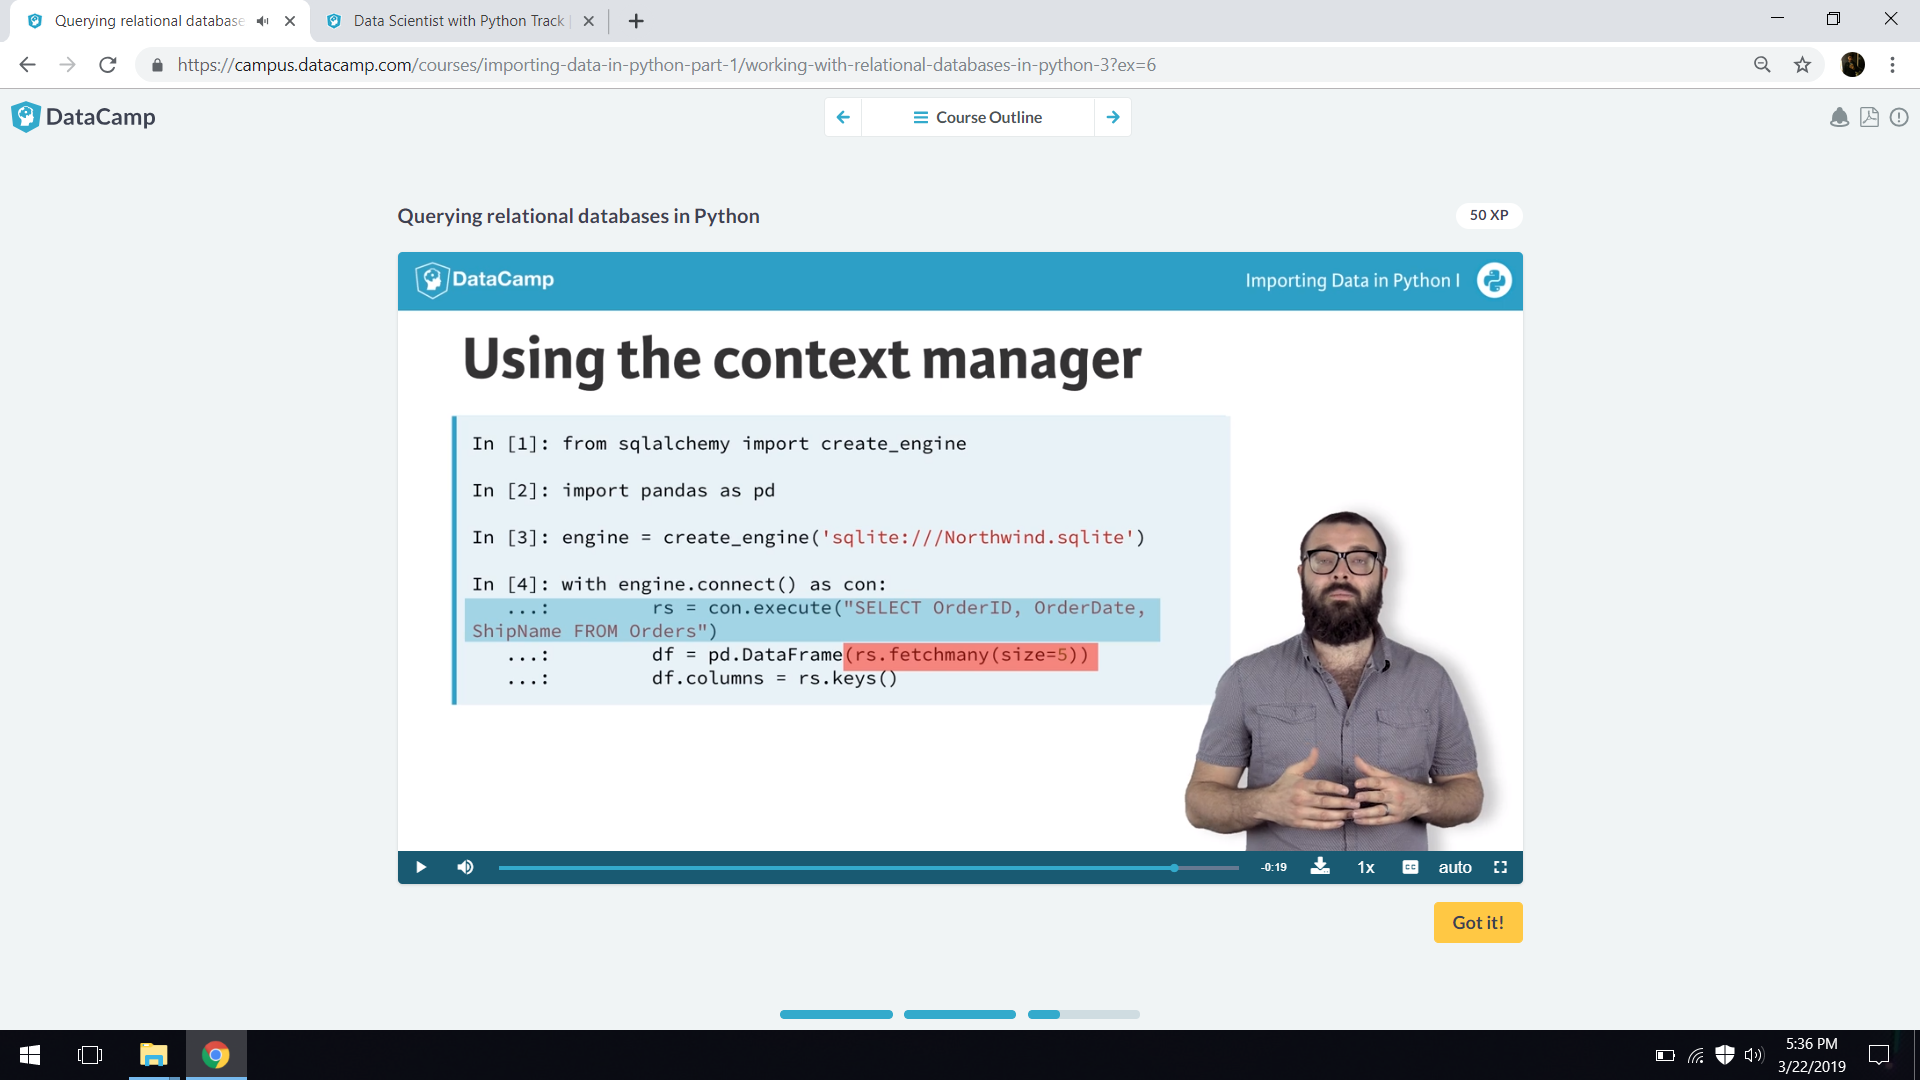 Querying relational database
Data Scientist with Python Track
https://campus.datacamp.com/courses/importing-data-in-python-part-1/working-with-relational-databases-in-python-3?ex=6
DataCamp
Course Outline
Querying relational databases in Python
50 XP
DataCamp
Importing Data in Python I
Using the context manager
In [1]: from sqlalchemy import create_engine
In [2]: import pandas as pd
In [3]: engine = create_engine('sqlite:///Northwind.sqlite')
In [4]: with engine.connect() as con:
...: rs = con.execute("SELECT OrderID, OrderDate,
ShipName FROM Orders")
...: df = pd.DataFrame(rs.fetchmany(size=5))
...: df.columns = rs.keys()
-0:19
1x
CC
auto
Got it!
5:36 PM
3/22/2019